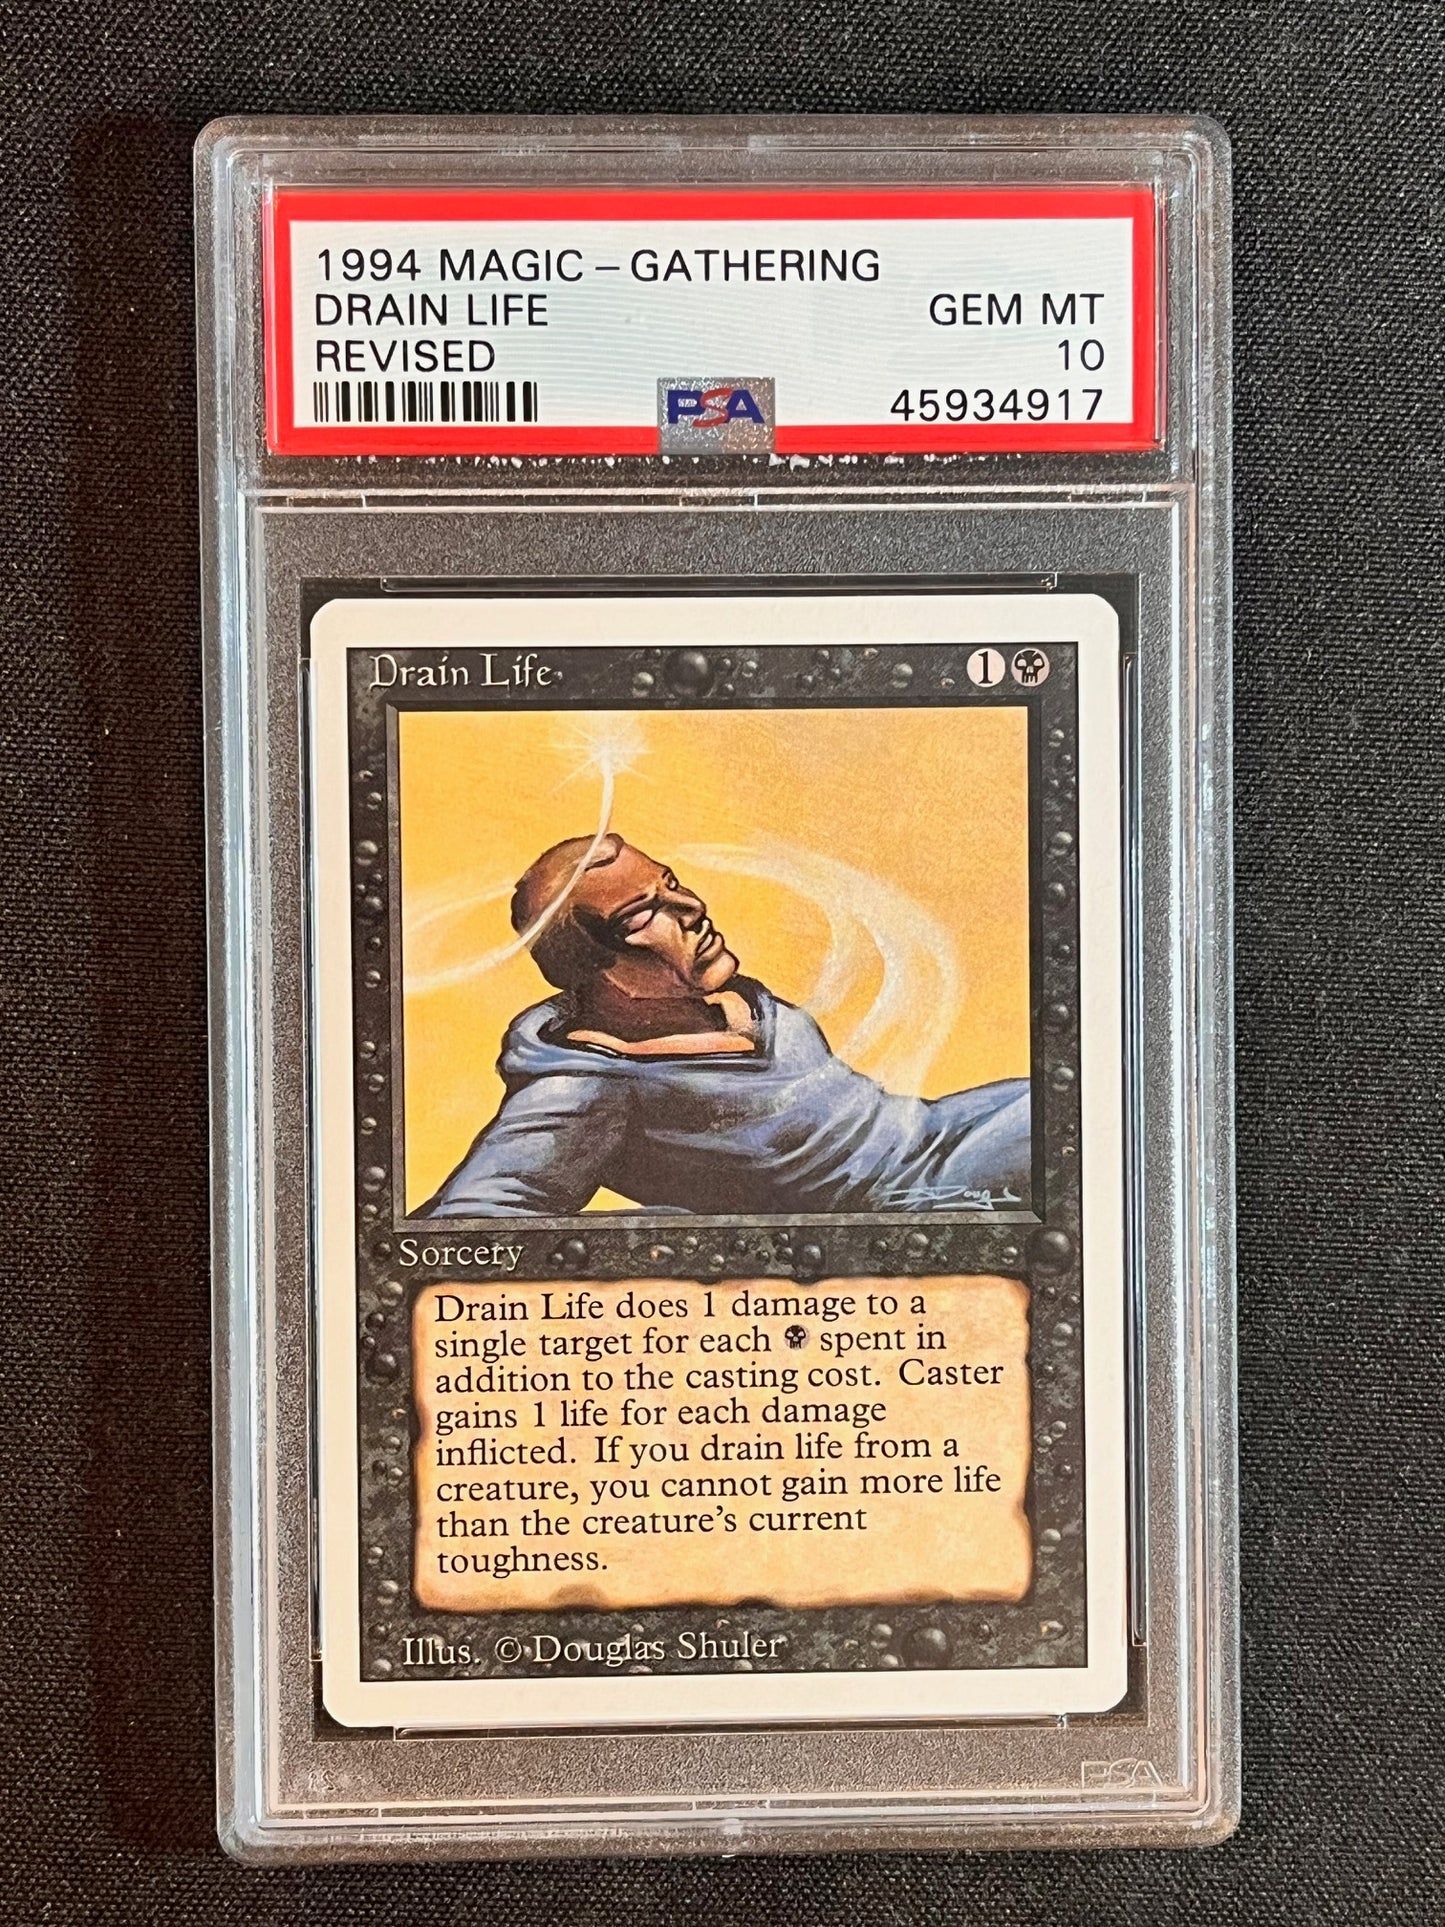 1994 MAGIC – GATHERING
DRAIN LIFE
GEM MT
REVISED
10
PSA
45934917
Drain Life
1
Doug
Sorcery
Drain Life does 1 damage to a
single target for each spent in
addition to the casting cost. Caster
gains 1 life for each damage
inflicted. If you drain life from a
creature, you cannot gain more life
than the creature's current
toughness.
Illus. © Douglas Shuler
PSA